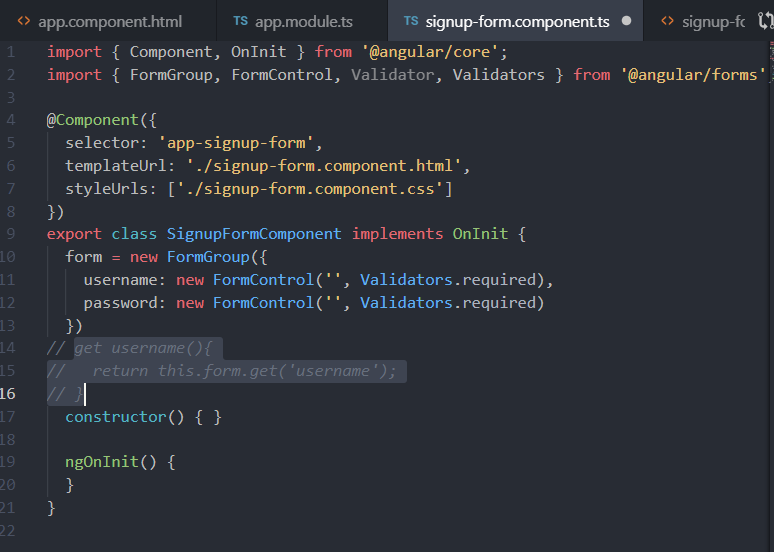 <> app.component.html TS app.module.ts TS signup-form.component.ts ● <> signup-fo
1 import { Component, OnInit } from '@angular/core';
2 import { FormGroup, FormControl, Validator, Validators } from '@angular/forms'
3
4 @Component({
5 selector: 'app-signup-form',
6 templateUrl: './signup-form.component.html',
7 styleUrls: ['./signup-form.component.css']
8 })
9 export class SignupFormComponent implements OnInit {
10 form = new FormGroup({
11 username: new FormControl('', Validators.required),
12 password: new FormControl('', Validators.required)
13 })
14 // get username(){
15 // return this.form.get('username');
16 // }
17 constructor() { }
18
19 ngOnInit() {
20 }
21 }
22